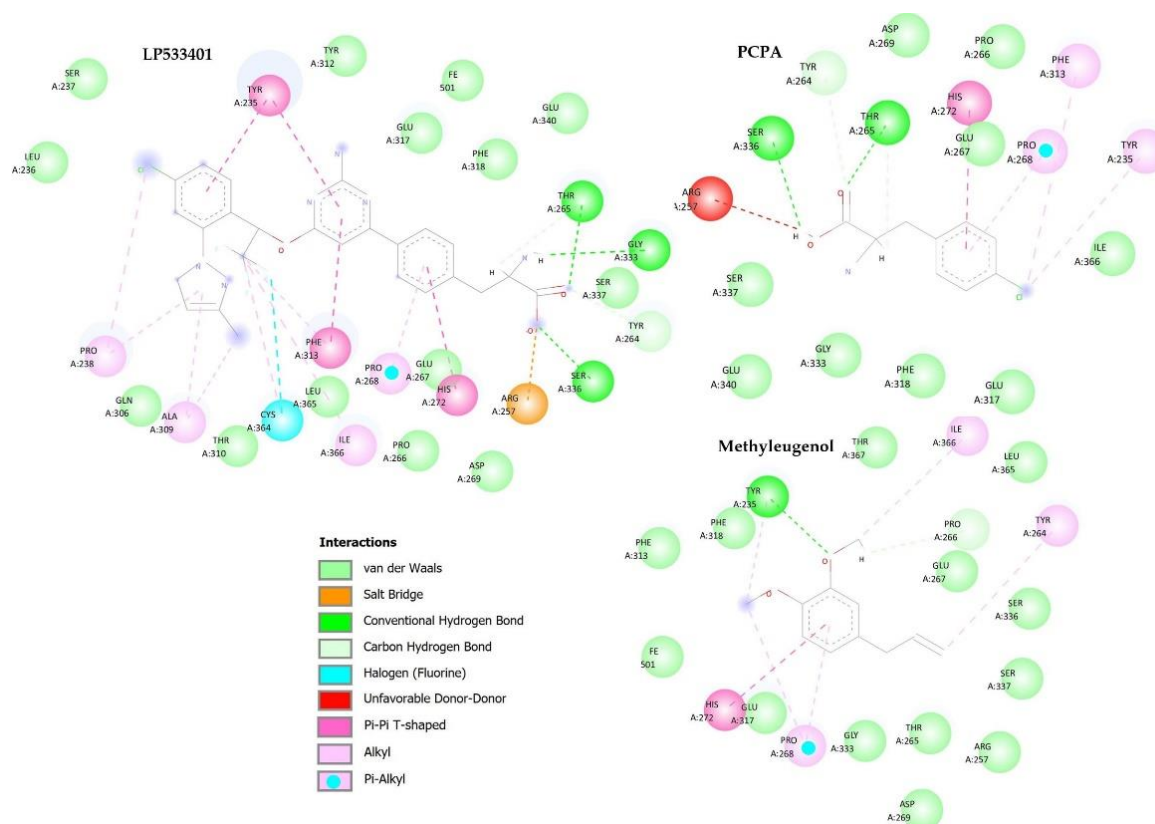 LP533401
SER
A:237
TYR
A:312
TYR
A:235
FE
501
GLU
A:317
GLU
A:340
LEU
A:236
PHE
A:318
THR
A:265
GLY
A:333
SER
A:337
TYR
A:264
PRO
A:238
PHE
A:313
PRO
A:268
GLU
A:267
HIS
A:272
SER
A:336
ARG
A:257
GLN
A:306
ALA
A:309
LEU
A:365
CYS
A:364
THR
A:310
ILE
A:366
PRO
A:266
ASP
A:269
Cl
N
N
N
N
N
O
N
H
O
O
PCPA
ASP
A:269
PRO
A:266
PHE
A:313
TYR
A:264
HIS
A:272
THR
A:265
SER
A:336
GLU
A:267
PRO
A:268
TYR
A:235
ARG
A:257
ILE
A:366
SER
A:337
GLY
A:333
GLU
A:340
PHE
A:318
GLU
A:317
O
H
O
H
N
Cl
Methyleugenol
THR
A:367
ILE
A:366
LEU
A:365
TYR
A:235
PHE
A:318
PHE
A:313
PRO
A:266
TYR
A:264
GLU
A:267
SER
A:336
FE
501
SER
A:337
HIS
A:272
GLU
A:317
PRO
A:268
GLY
A:333
THR
A:265
ARG
A:257
ASP
A:269
H
O
O
Interactions
van der Waals
Salt Bridge
Conventional Hydrogen Bond
Carbon Hydrogen Bond
Halogen (Fluorine)
Unfavorable Donor-Donor
Pi-Pi T-shaped
Alkyl
Pi-Alkyl